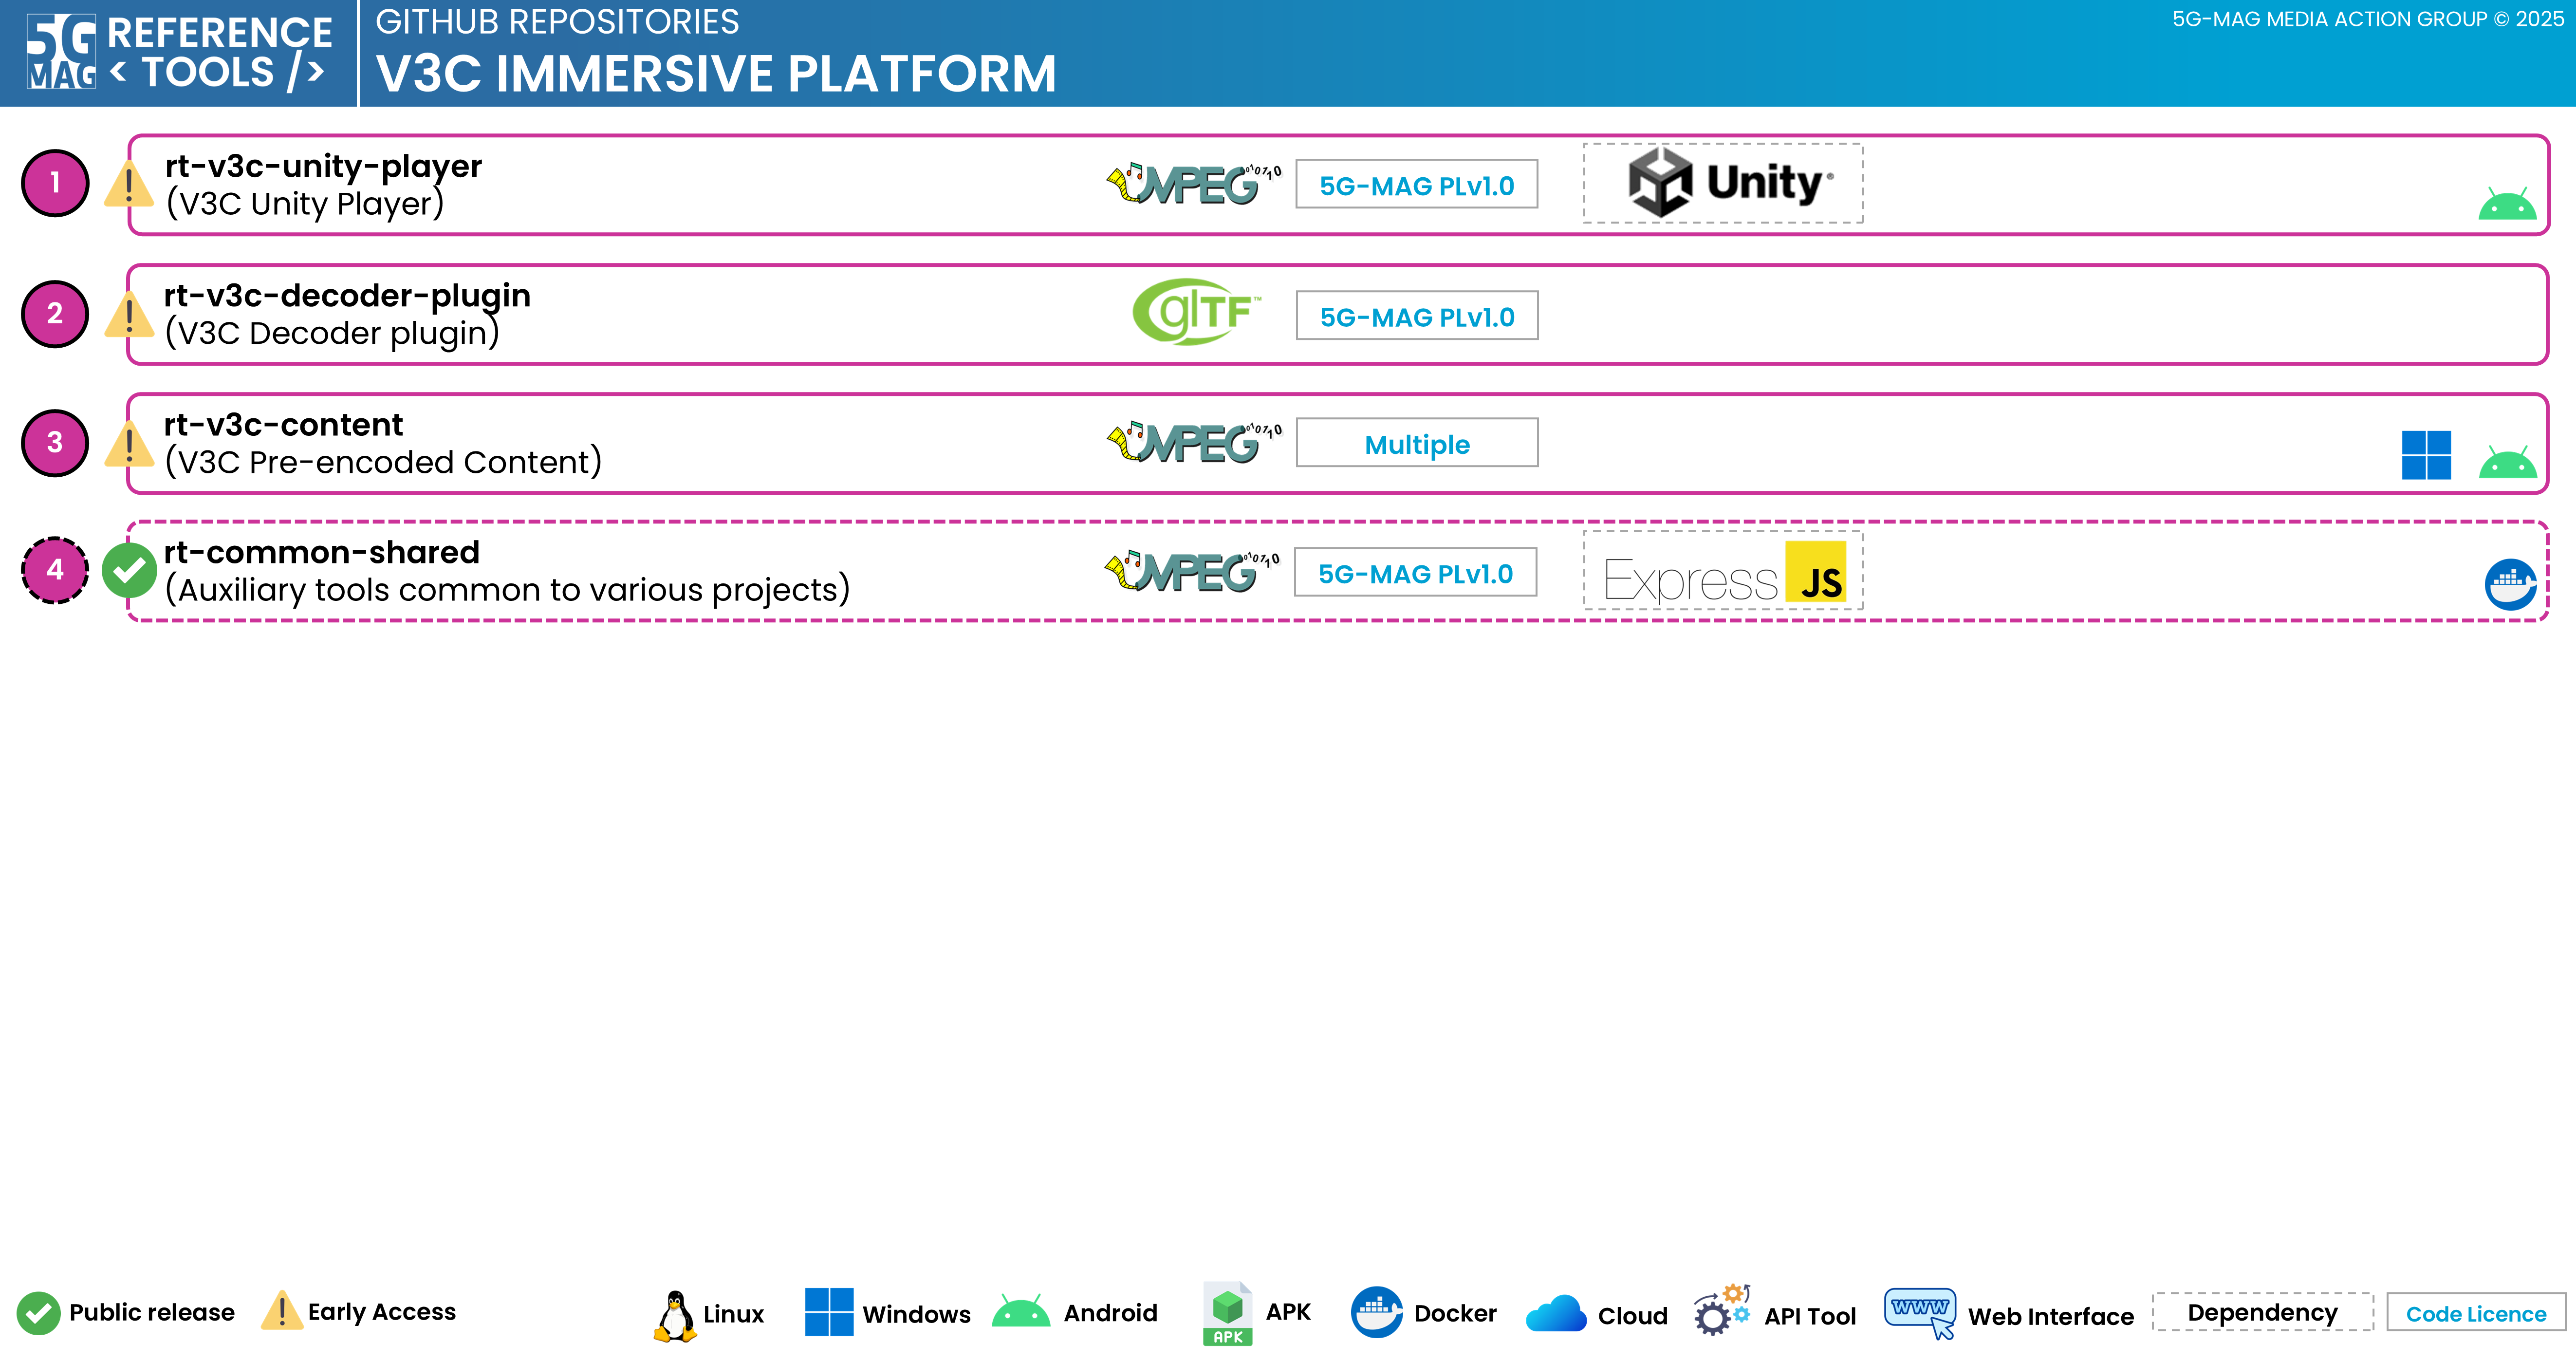 5G MAG
REFERENCE
< TOOLS />
GITHUB REPOSITORIES
V3C IMMERSIVE PLATFORM
5G-MAG MEDIA ACTION GROUP © 2025
1
rt-v3c-unity-player
(V3C Unity Player)
MPEG
5G-MAG PLv1.0
Unity®
2
rt-v3c-decoder-plugin
(V3C Decoder plugin)
glTF™
5G-MAG PLv1.0
3
rt-v3c-content
(V3C Pre-encoded Content)
MPEG
Multiple
4
rt-common-shared
(Auxiliary tools common to various projects)
MPEG
5G-MAG PLv1.0
Express JS
Public release
Early Access
Linux
Windows
Android
APK
APK
Docker
Cloud
API Tool
WWW
Web Interface
Dependency
Code Licence